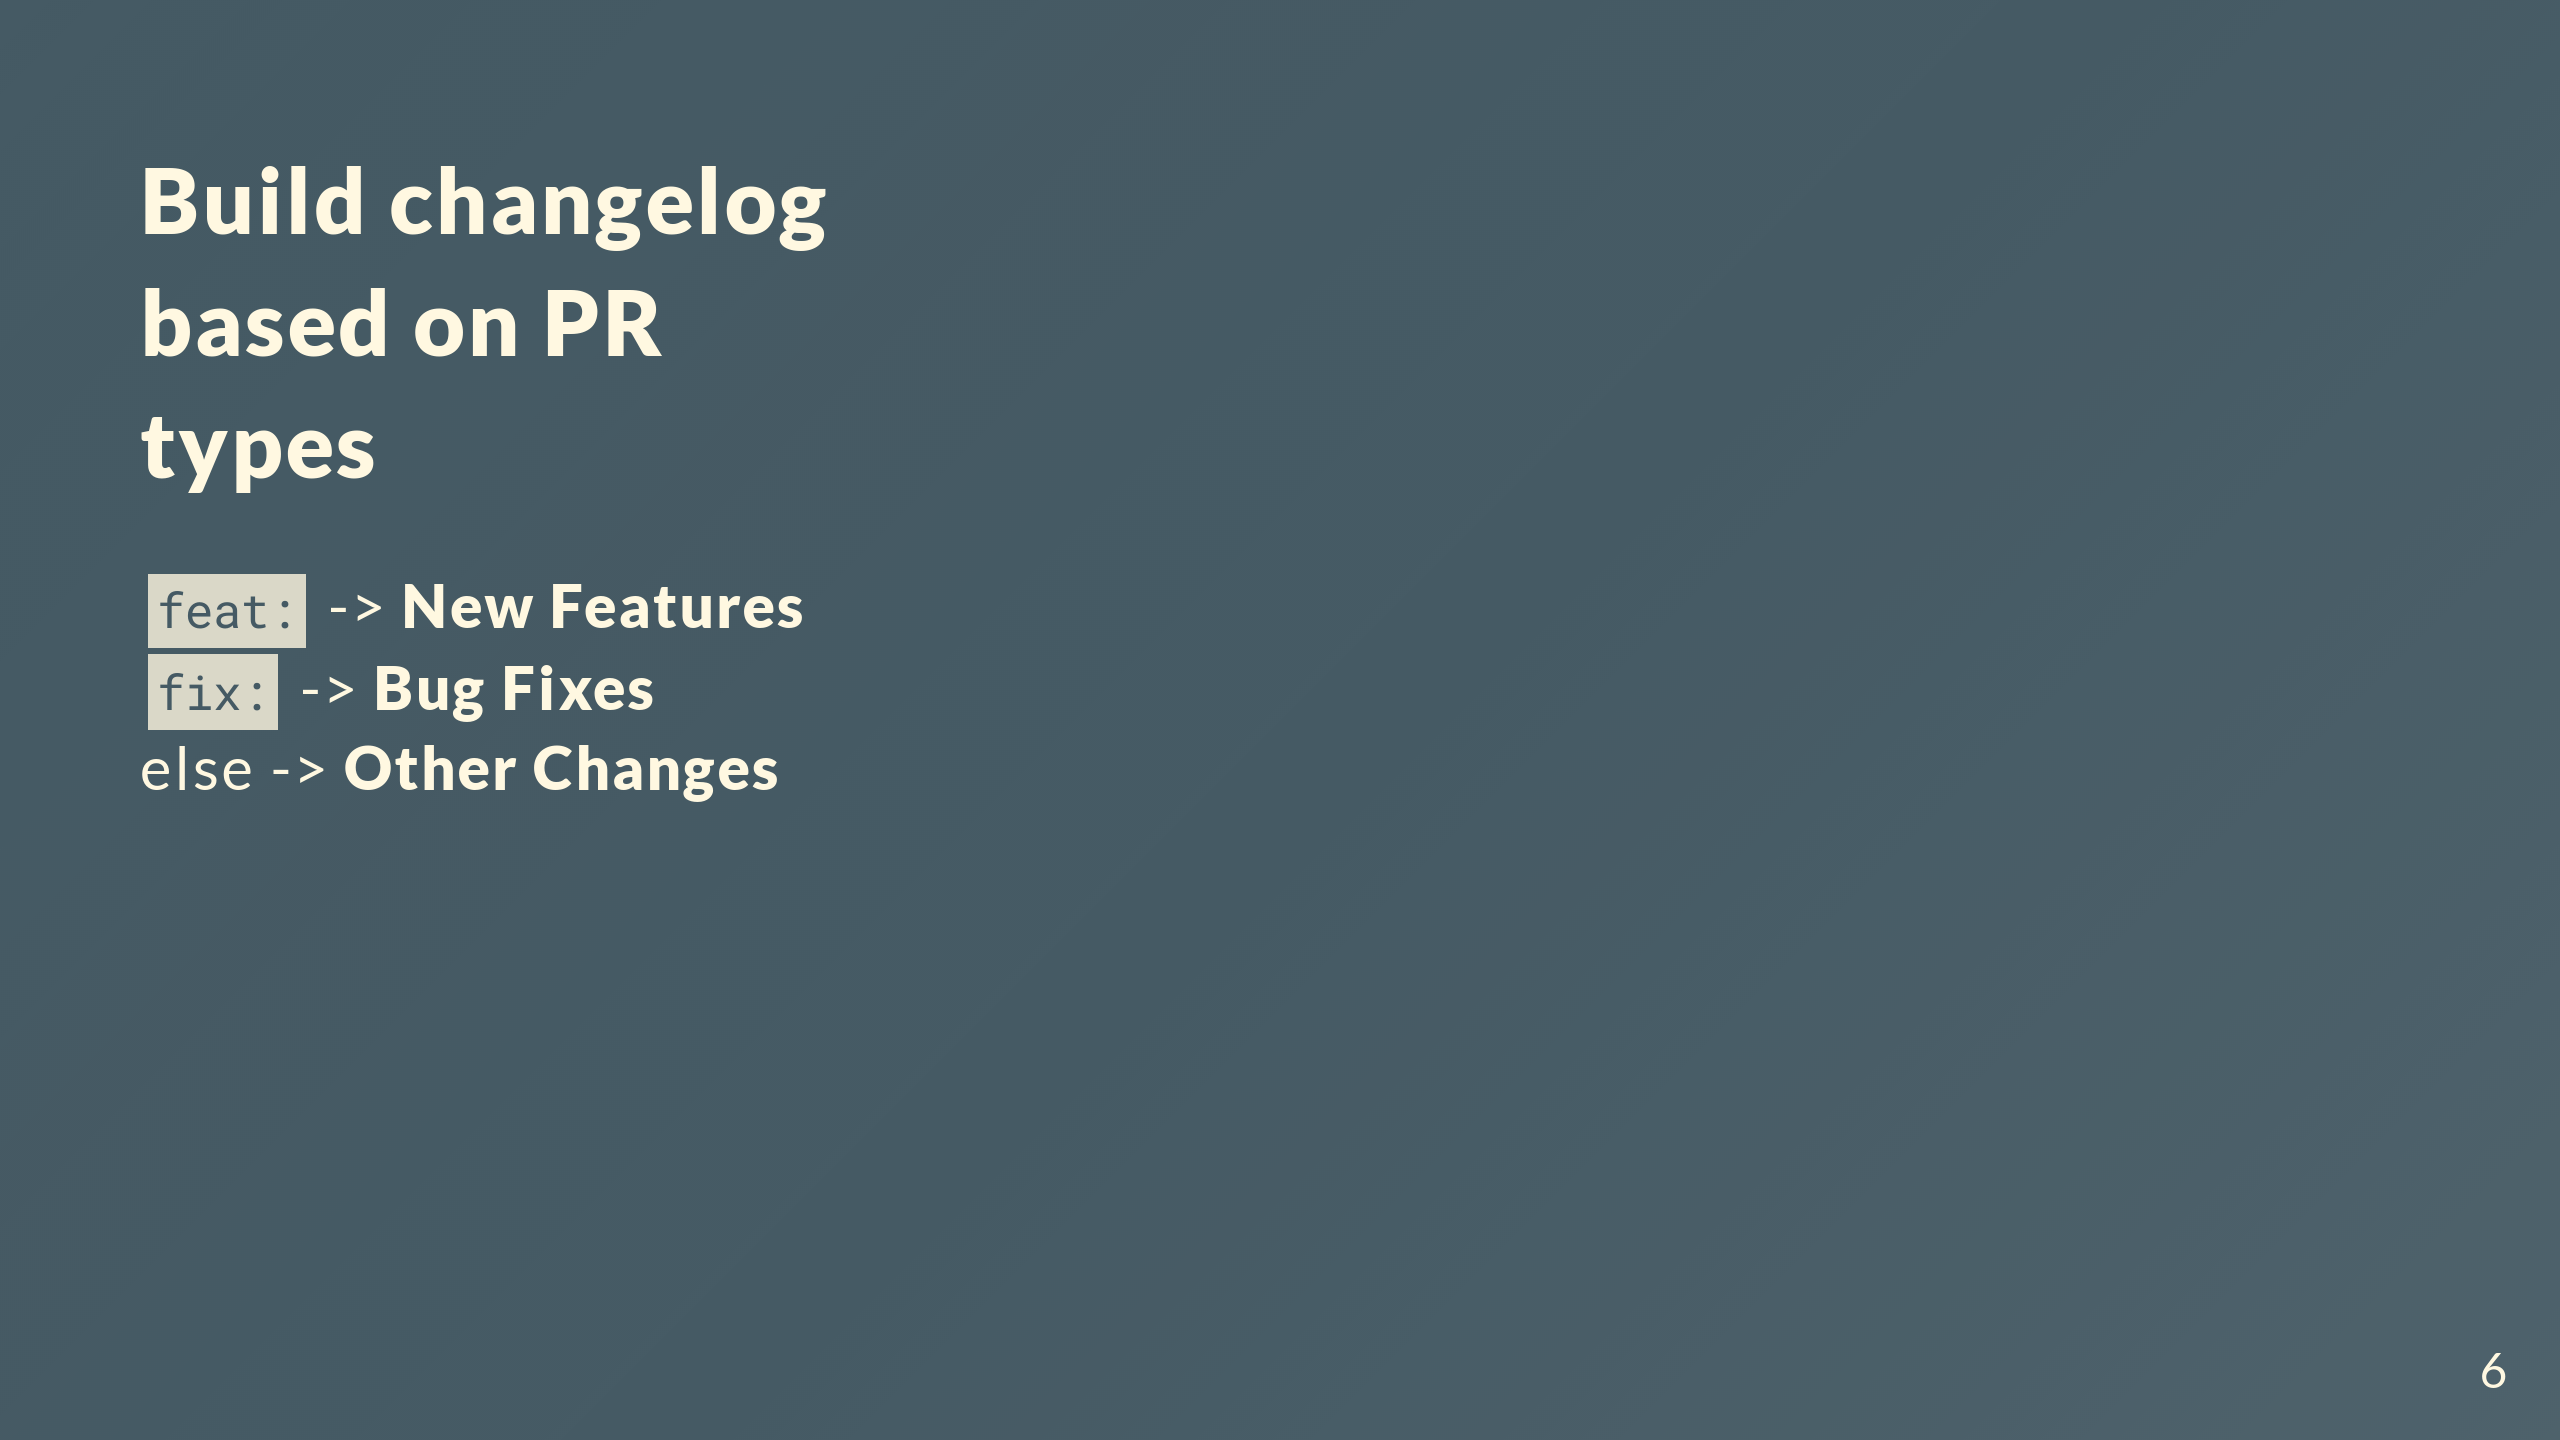 Build changelog
based on PR
types
feat: -> New Features
fix: -> Bug Fixes
else -> Other Changes
6